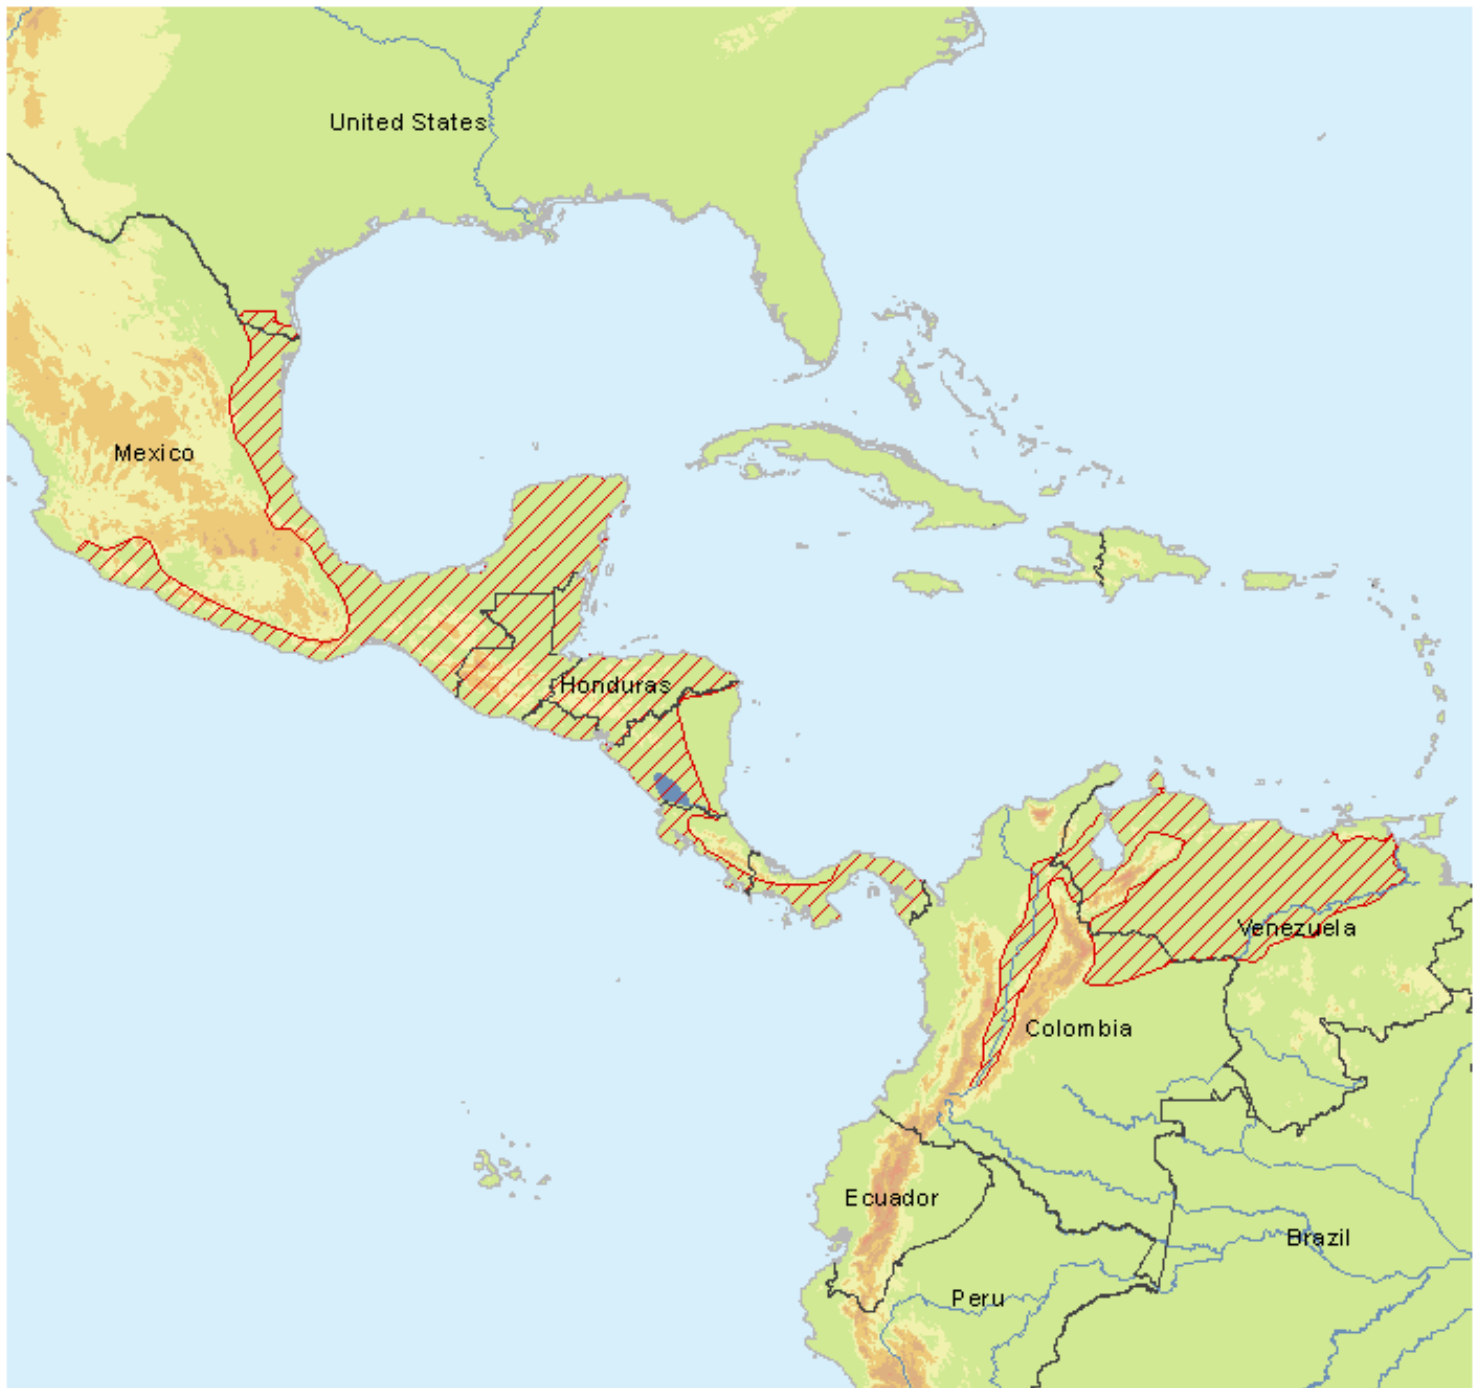 United States
Mexico
Honduras
Venezuela
Colombia
Ecuador
Brazil
Peru